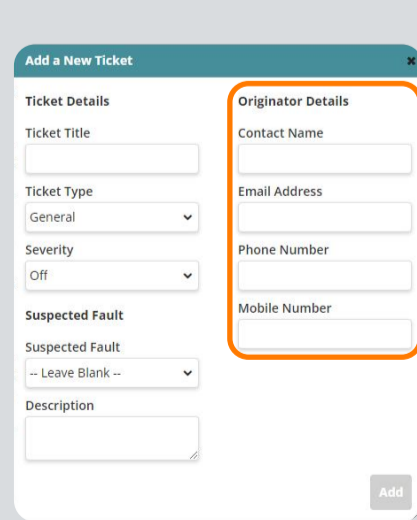 Add a New Ticket
Ticket Details
Ticket Title
Ticket Type
General
Severity
Off
Suspected Fault
Suspected Fault
-- Leave Blank --
Description
Originator Details
Contact Name
Email Address
Phone Number
Mobile Number
Add